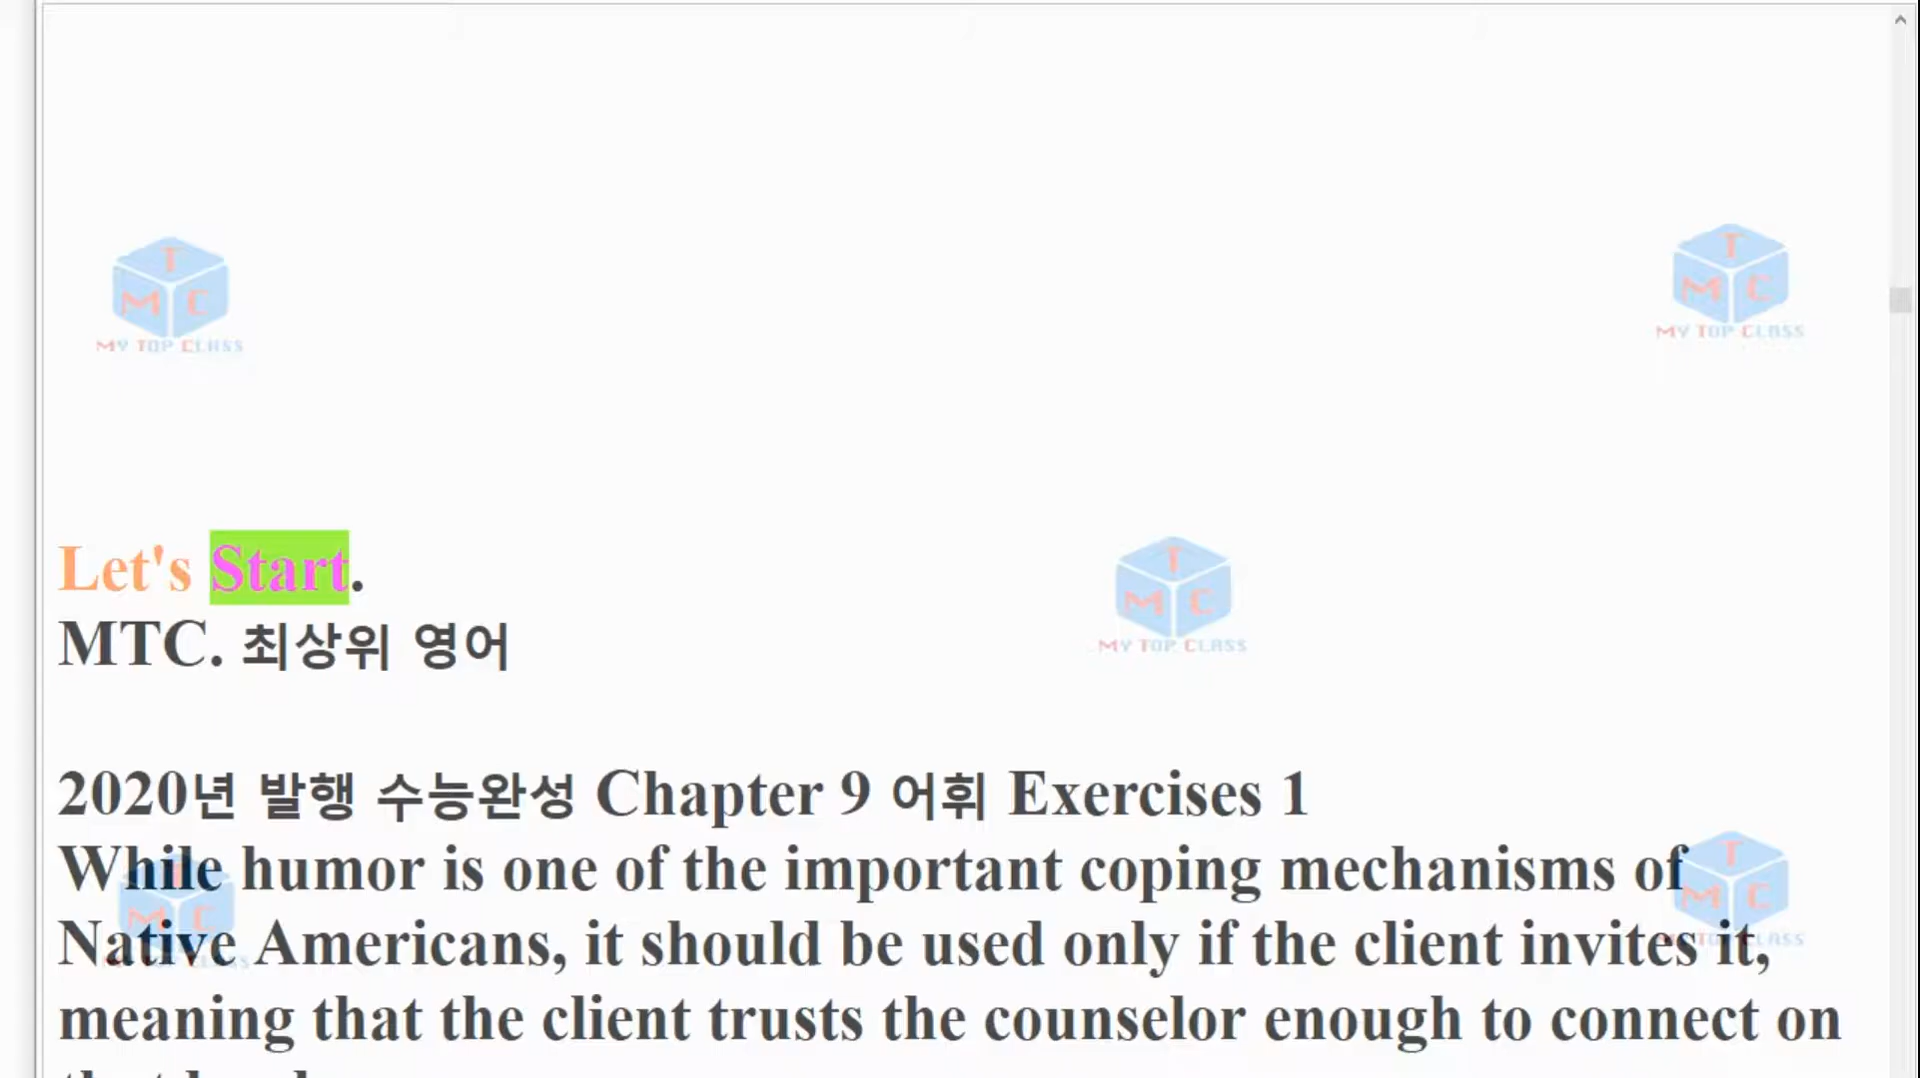 T
M C
MY TOP CLASS
T
M C
MY TOP CLASS
Let's Start.
T
M C
MY TOP CLASS
MTC. 최상위 영어
2020년 발행 수능완성 Chapter 9 어휘 Exercises 1
While humor is one of the important coping mechanisms of
T
M C
Native Americans, it should be used only if the client invites it,
T
M C
meaning that the client trusts the counselor enough to connect on